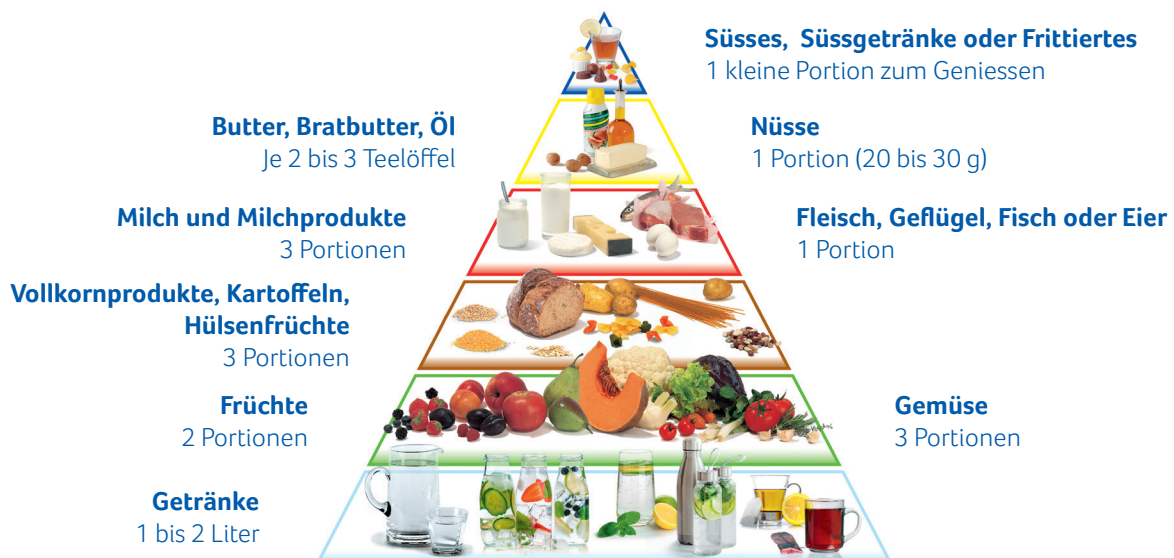 Süsses, Süssgetränke oder Frittiertes
1 kleine Portion zum Geniessen
Butter, Bratbutter, Öl
Je 2 bis 3 Teelöffel
Nüsse
1 Portion (20 bis 30 g)
Milch und Milchprodukte
3 Portionen
Fleisch, Geflügel, Fisch oder Eier
1 Portion
Vollkornprodukte, Kartoffeln,
Hülsenfrüchte
3 Portionen
Früchte
2 Portionen
Gemüse
3 Portionen
Getränke
1 bis 2 Liter